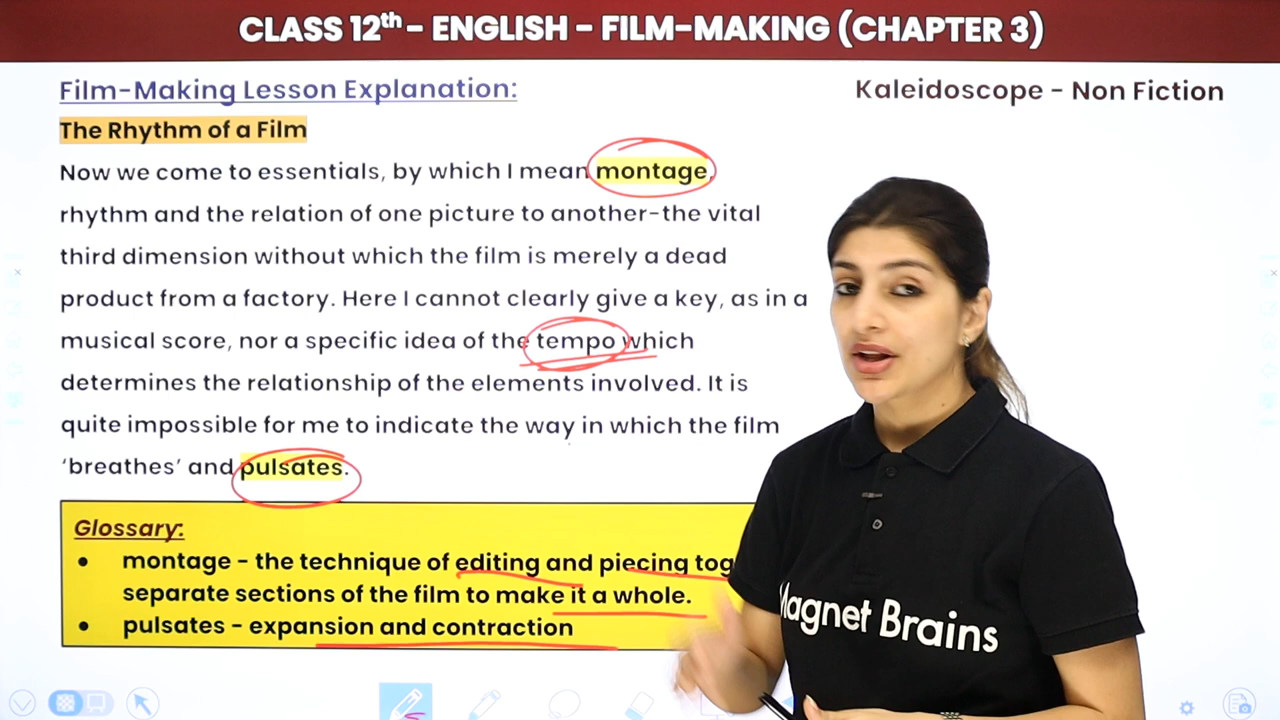 CLASS 12th - ENGLISH - FILM-MAKING (CHAPTER 3)
Film-Making Lesson Explanation:
Kaleidoscope - Non Fiction
The Rhythm of a Film
Now we come to essentials, by which I mean montage,
rhythm and the relation of one picture to another-the vital
third dimension without which the film is merely a dead
product from a factory. Here I cannot clearly give a key, as in a
musical score, nor a specific idea of the tempo which
determines the relationship of the elements involved. It is
quite impossible for me to indicate the way in which the film
‘breathes’ and pulsates.
Glossary:
• montage - the technique of editing and piecing tog
separate sections of the film to make it a whole.
• pulsates - expansion and contraction
Magnet Brains